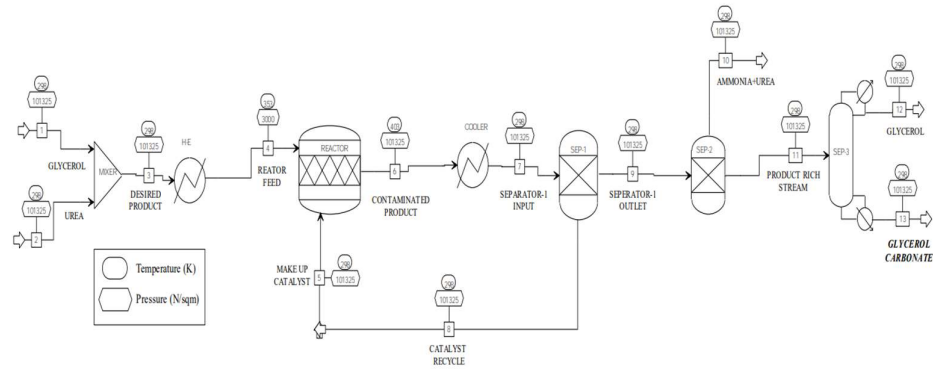 298
101325
1
GLYCEROL
298
101325
2
UREA
MIXER
298
101325
3
DESIRED
PRODUCT
HE
353
3000
4
REATOR
FEED
REACTOR
403
101325
6
CONTAMINATED
PRODUCT
COOLER
298
101325
7
SEPARATOR-1
INPUT
SEP-1
298
101325
9
SEPERATOR-1
OUTLET
SEP-2
298
101325
10
AMMONIA+UREA
298
101325
11
PRODUCT RICH
STREAM
SEP-3
298
101325
12
GLYCEROL
298
101325
13
GLYCEROL
CARBONATE
MAKE UP
CATALYST
5
298
101325
298
101325
8
CATALYST
RECYCLE
Temperature (K)
Pressure (N/sqm)